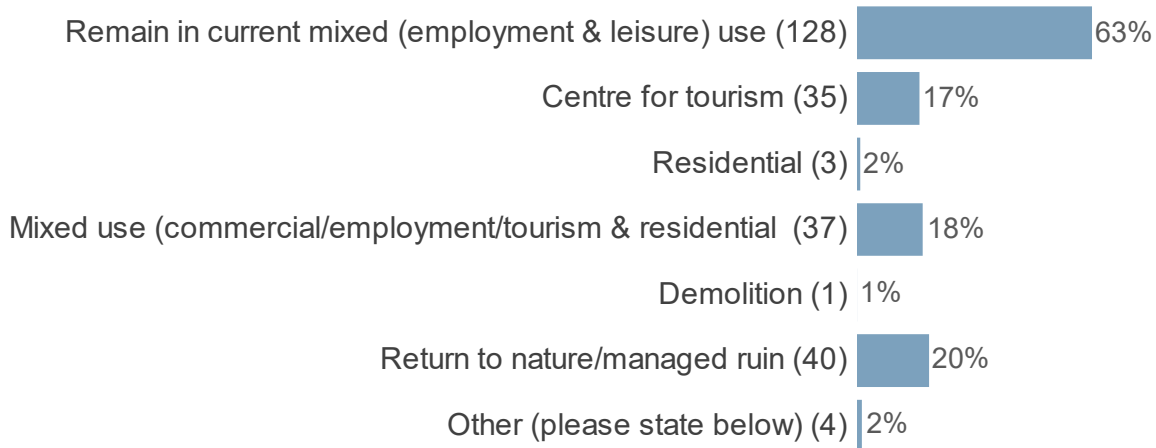 Remain in current mixed (employment & leisure) use (128) 63%
Centre for tourism (35) 17%
Residential (3) 2%
Mixed use (commercial/employment/tourism & residential  (37) 18%
Demolition (1) 1%
Return to nature/managed ruin (40) 20%
Other (please state below) (4) 2%